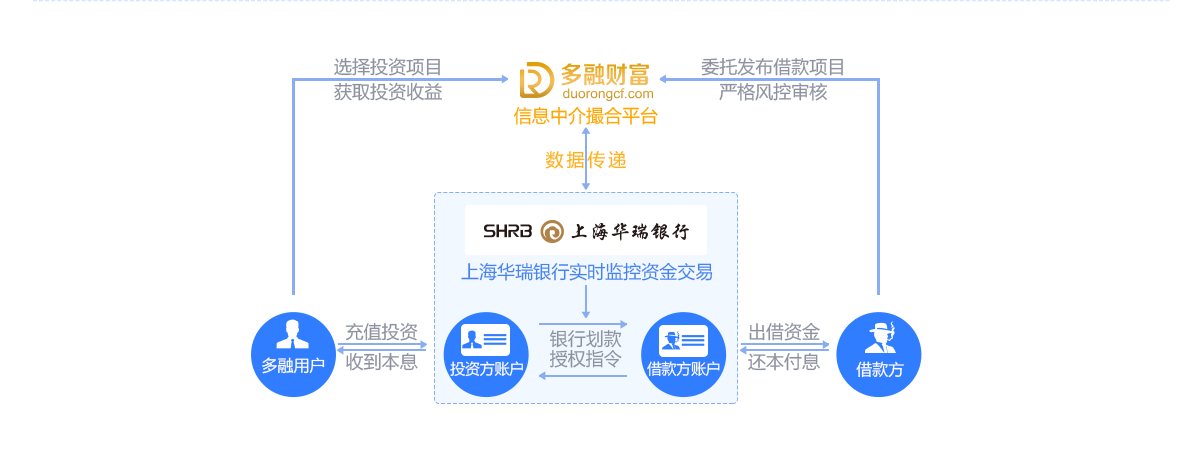 选择投资项目
获取投资收益
多融财富
duorongcf.com
信息中介撮合平台
委托发布借款项目
严格风控审核
数据传递
SHRB 上海华瑞银行
上海华瑞银行实时监控资金交易
多融用户
充值投资
收到本息
投资方账户
银行划款
授权指令
借款方账户
出借资金
还本付息
借款方